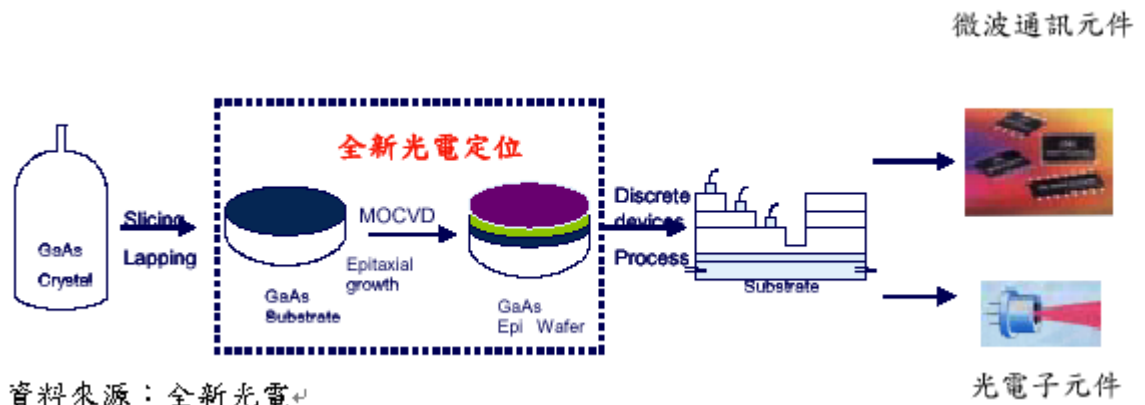 微波通訊元件
全新光電定位
GaAs
Crystal
Slicing
Lapping
GaAs
Substrate
MOCVD
Epitaxial
growth
GaAs
Epi Wafer
Discrete
devices
Process
Substrate
光電子元件
資料來源：全新光電↵